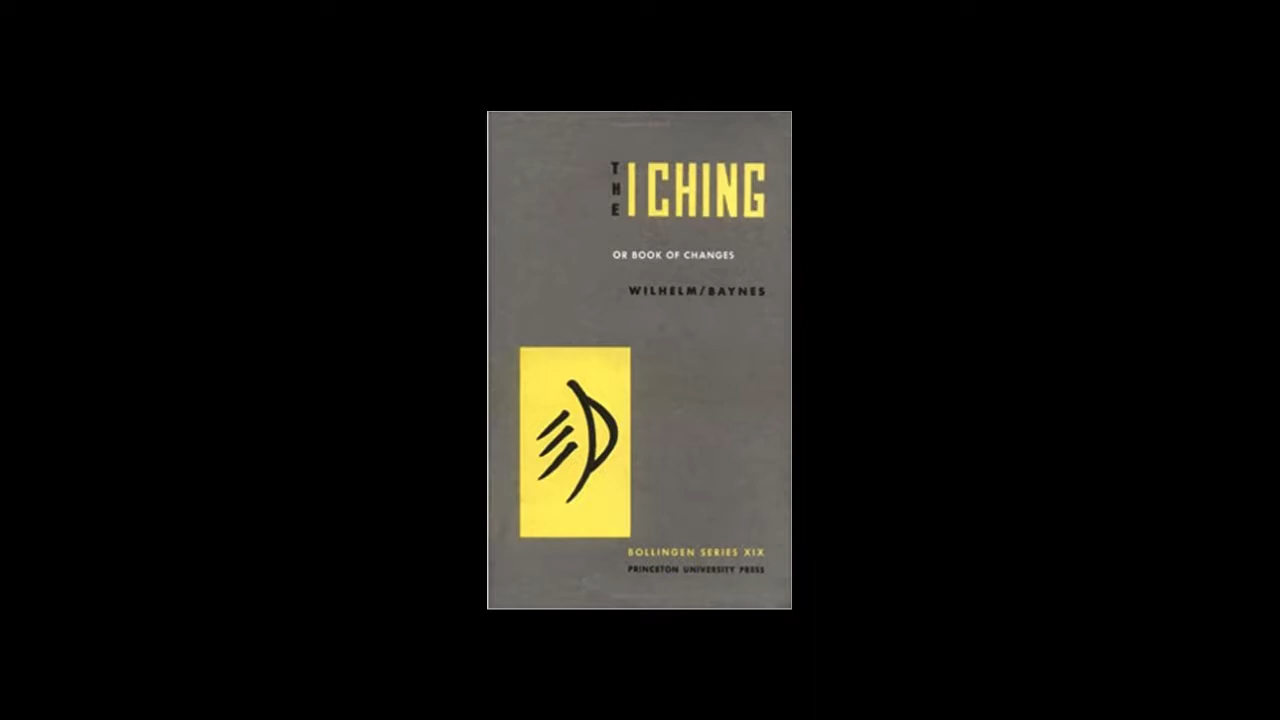 THE I CHING
OR BOOK OF CHANGES
WILHELM/BAYNES
BOLLINGEN SERIES XIX
PRINCETON UNIVERSITY PRESS